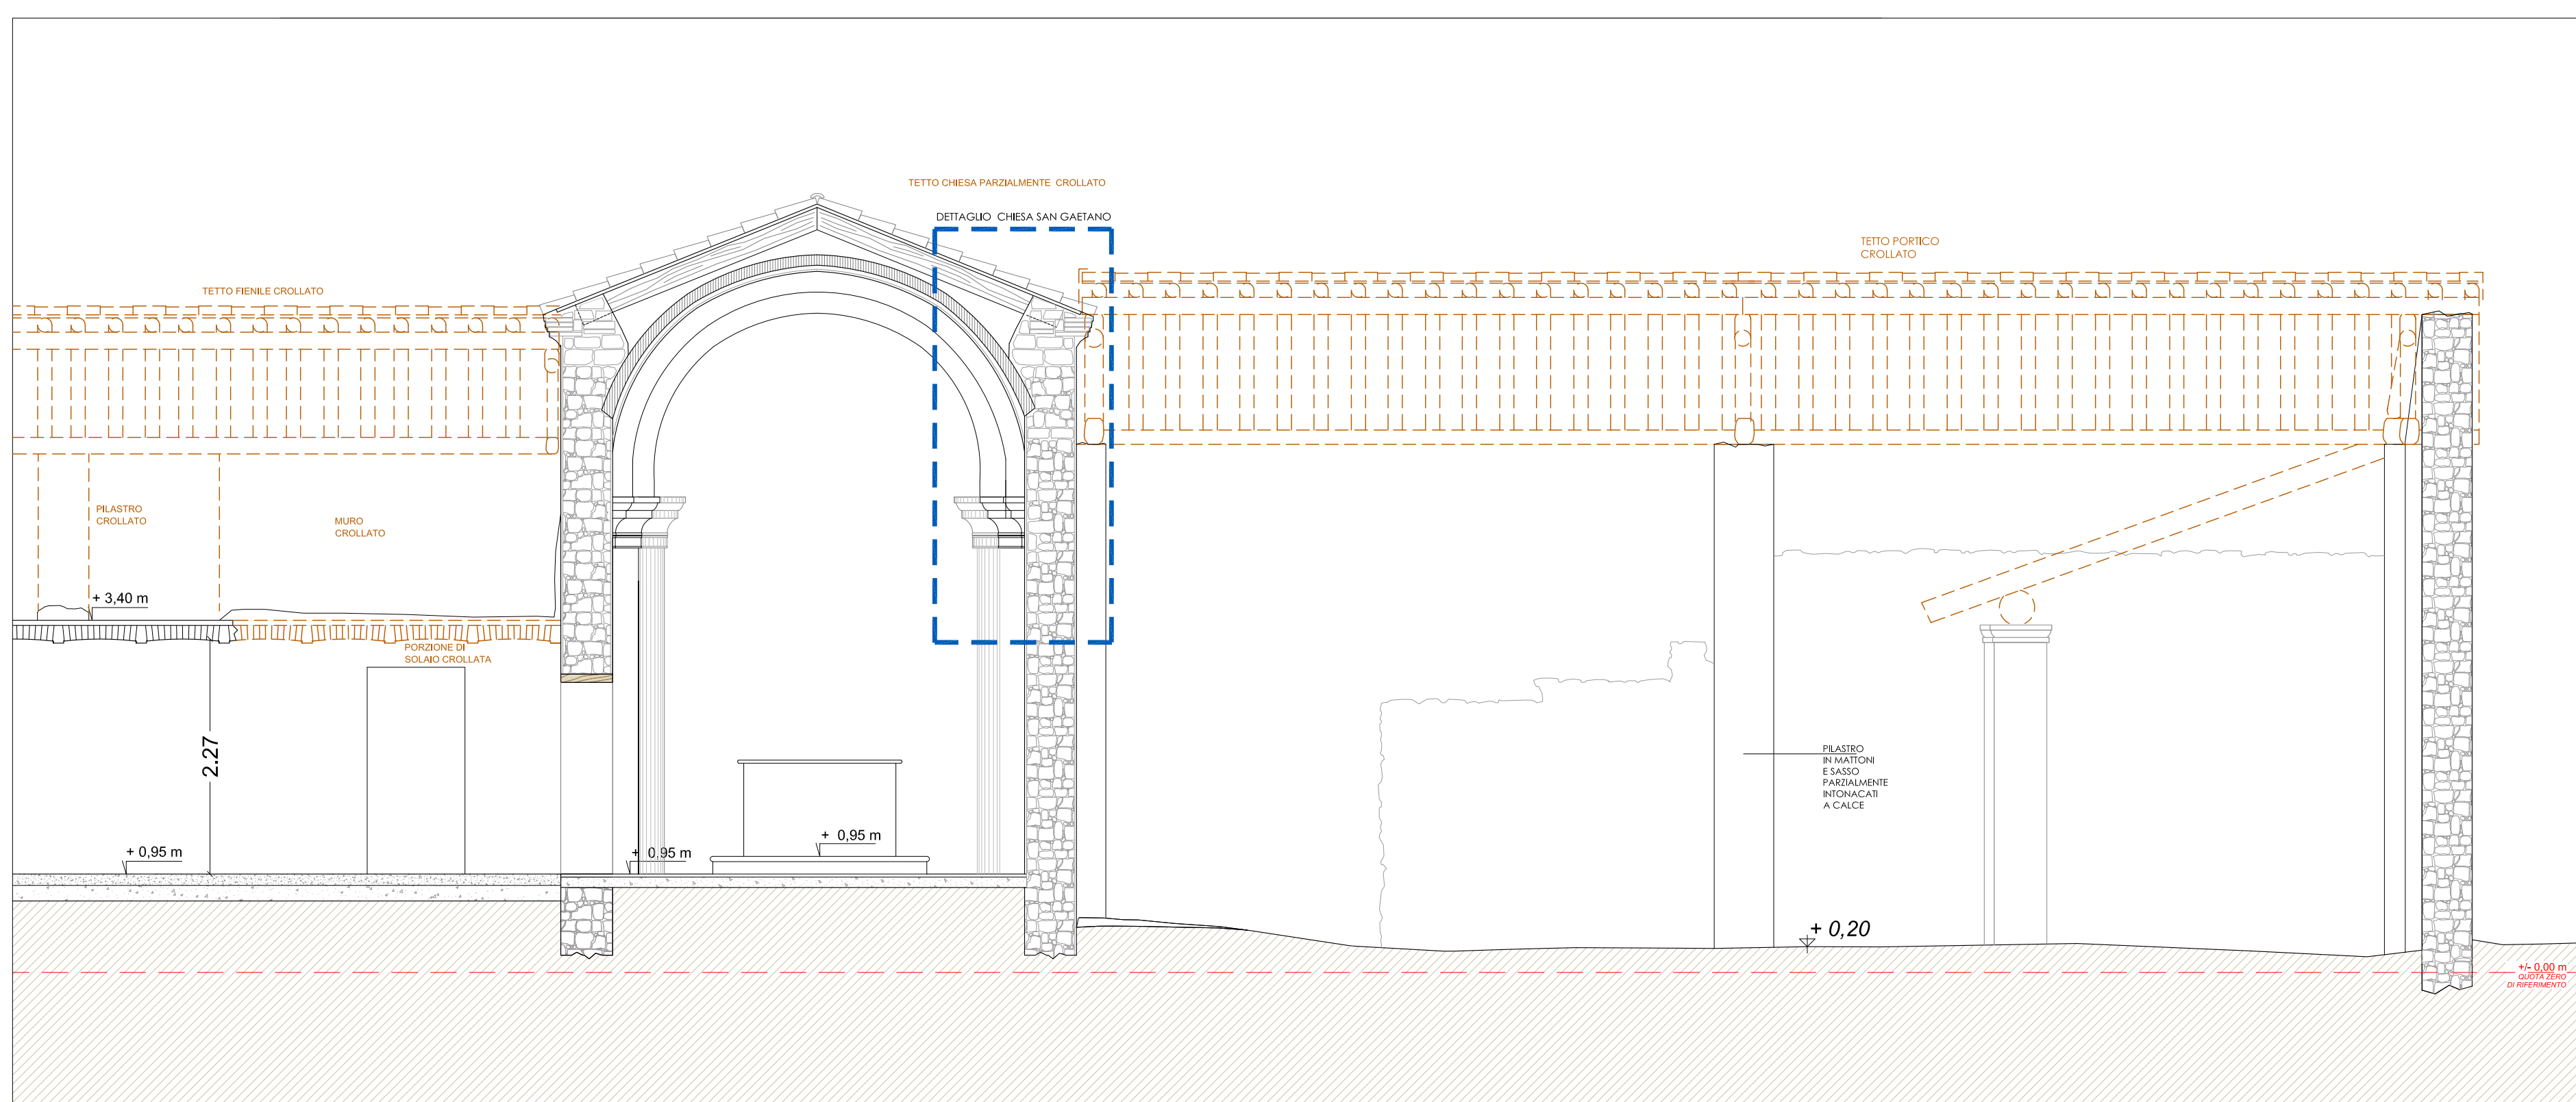 TETTO CHIESA PARZIALMENTE CROLLATO
DETTAGLIO CHIESA SAN GAETANO
TETTO PORTICO
CROLLATO
TETTO FIENILE CROLLATO
PILASTRO
CROLLATO
MURO
CROLLATO
+ 3,40 m
PORZIONE DI
SOLAIO CROLLATA
2.27
PILASTRO
IN MATTONI
E SASSO
PARZIALMENTE
INTONACATI
A CALCE
+ 0,95 m
+ 0,95 m
+ 0,95 m
+ 0,20
+/- 0,00 m
QUOTA ZERO
DI RIFERIMENTO